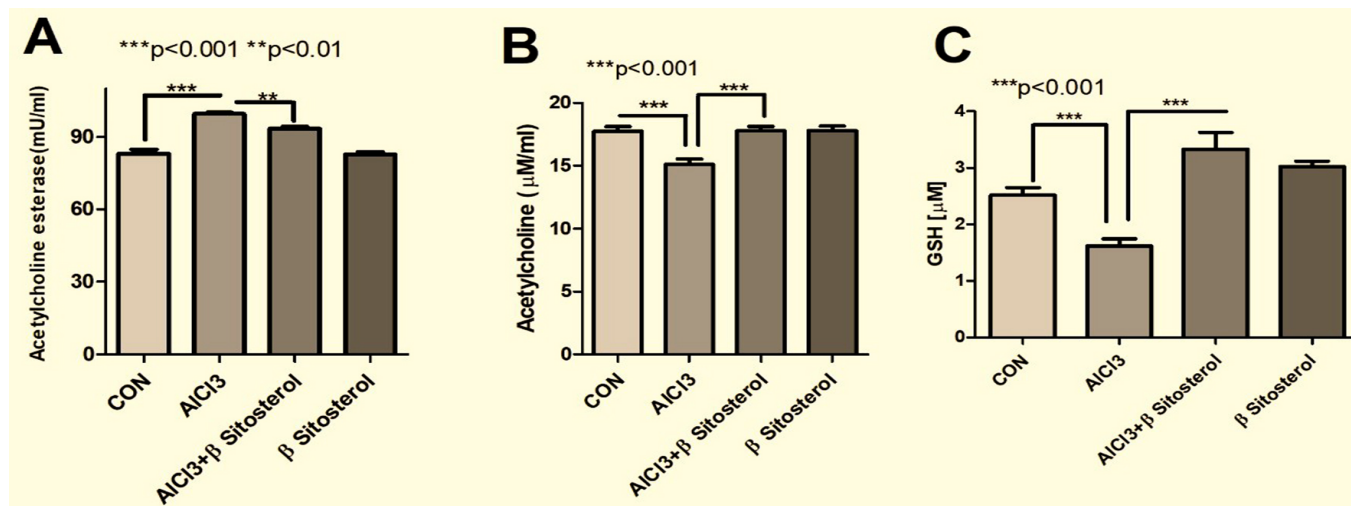 A
***p<0.001 **p<0.01
***
**
Acetylcholine esterase(mU/ml)
90
60
30
0
CON
AlCl3
AlCl3+β Sitosterol
β Sitosterol
B
***p<0.001
***
***
Acetylcholine ( μM/ml)
20
15
10
5
0
CON
AlCl3
AlCl3+β Sitosterol
β Sitosterol
C
***p<0.001
***
***
GSH [μM]
4
3
2
1
0
CON
AlCl3
AlCl3+β Sitosterol
β Sitosterol